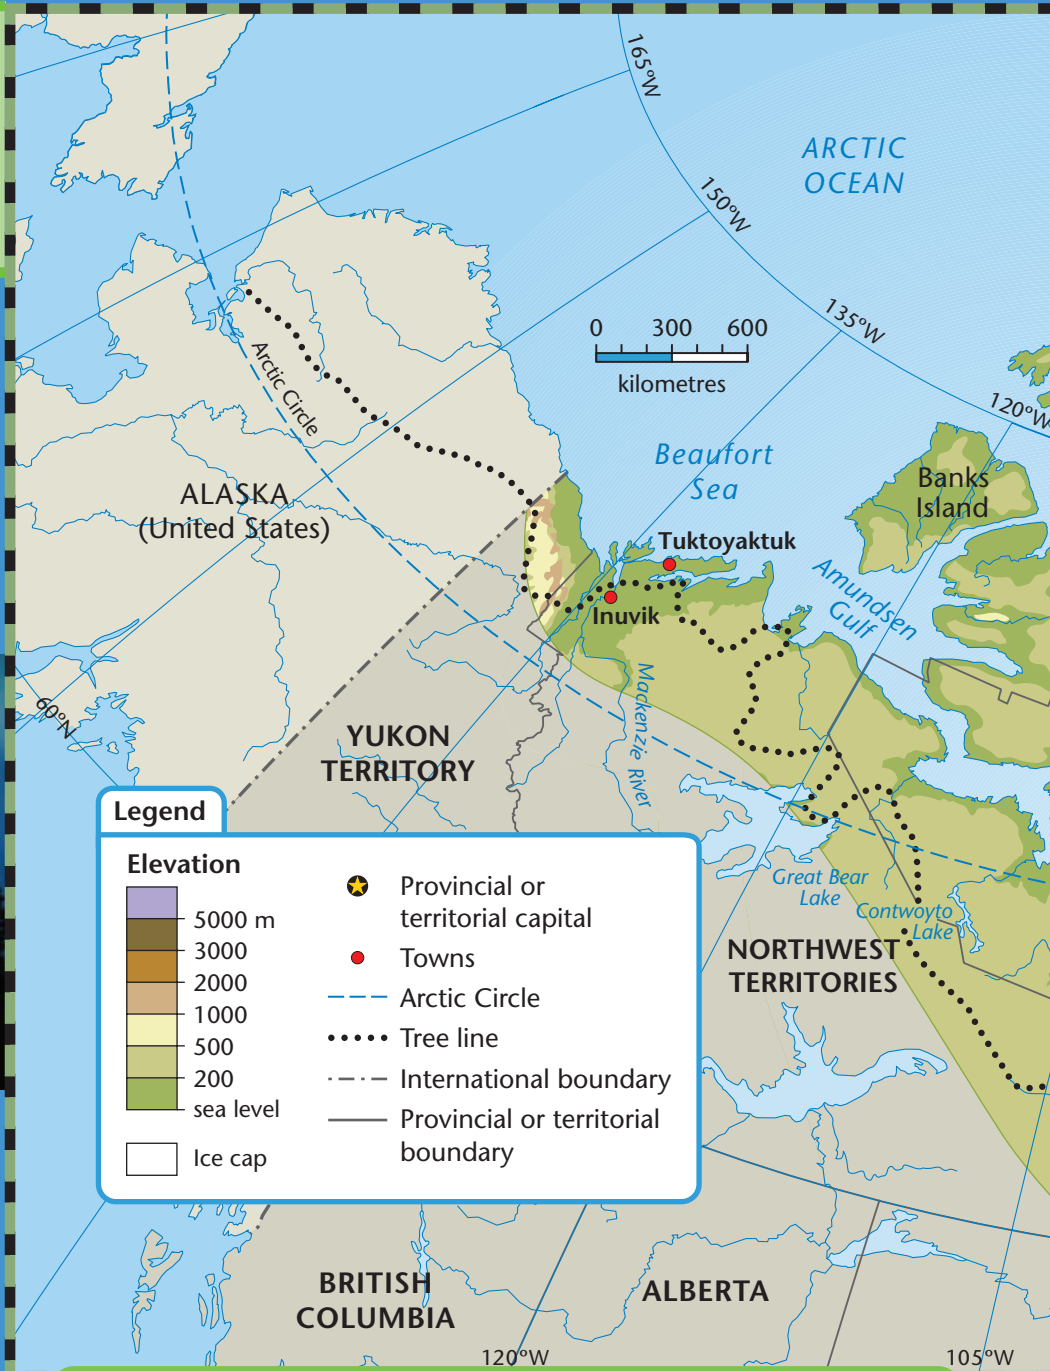 165°W
ARCTIC
OCEAN
150°W
135°W
0 300 600
kilometres
120°W
Arctic Circle
Beaufort
Sea
Banks
Island
ALASKA
(United States)
Tuktoyaktuk
Amundsen
Gulf
Inuvik
Mackenzie River
60°N
YUKON
TERRITORY
Great Bear
Lake
Contwoyto
Lake
NORTHWEST
TERRITORIES
Legend
Elevation
5000 m
3000
2000
1000
500
200
sea level
Ice cap
Provincial or
territorial capital
Towns
Arctic Circle
Tree line
International boundary
Provincial or territorial
boundary
BRITISH
COLUMBIA
ALBERTA
120°W
105°W